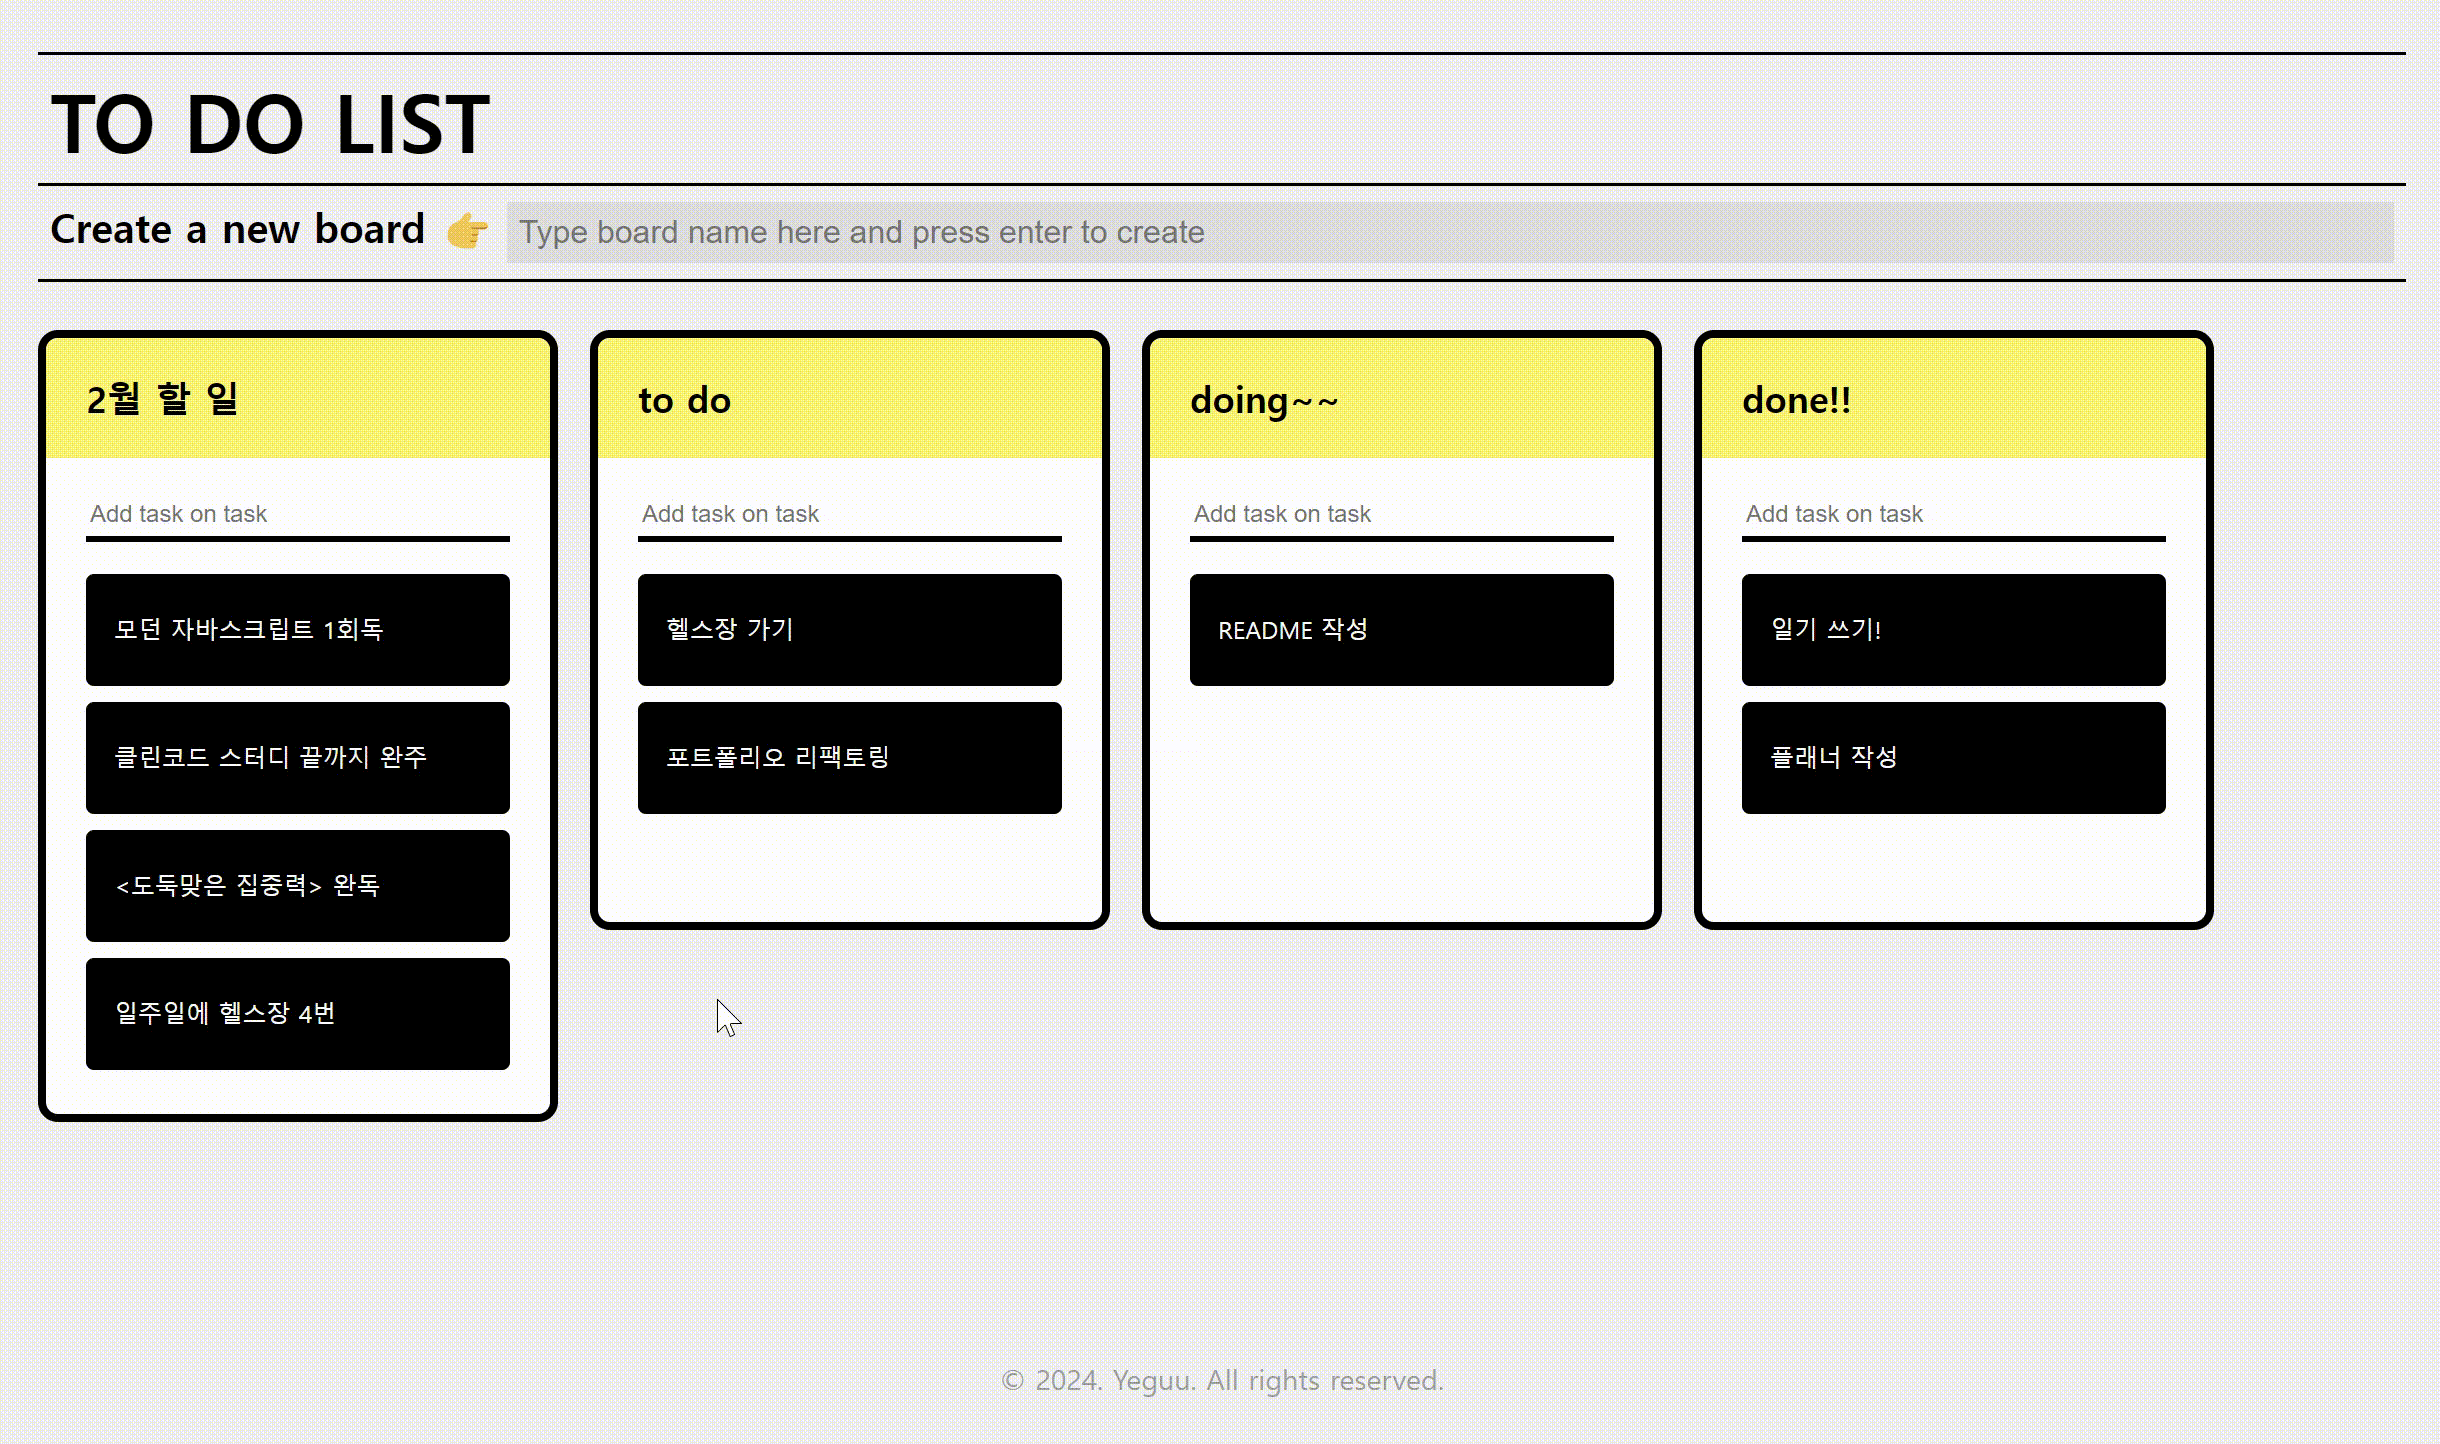 TO DO LIST
Create a new board 👉 Type board name here and press enter to create
2월 할 일
Add task on task
모던 자바스크립트 1회독
클린코드 스터디 끝까지 완주
<도둑맞은 집중력> 완독
일주일에 헬스장 4번
to do
Add task on task
헬스장 가기
포트폴리오 리팩토링
doing~~
Add task on task
README 작성
done!!
Add task on task
일기 쓰기!
플래너 작성
© 2024. Yeguu. All rights reserved.